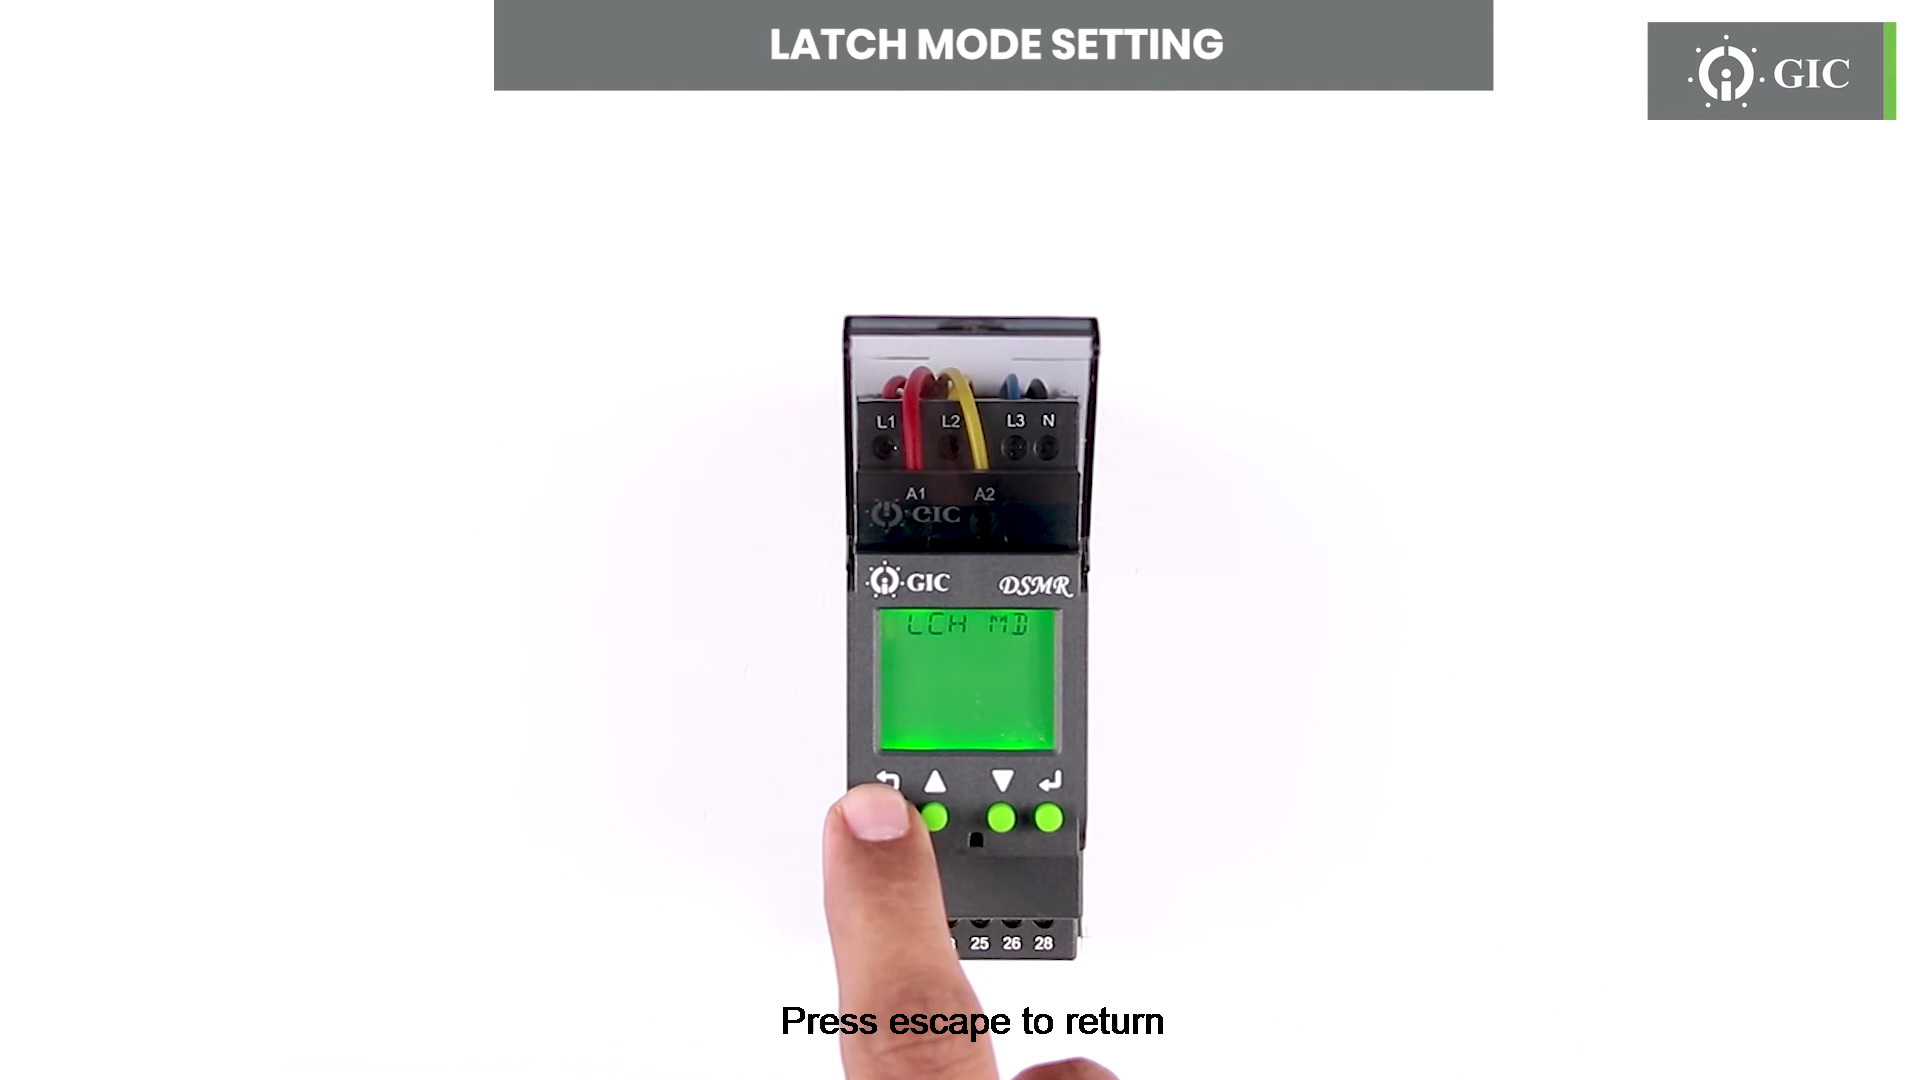 LATCH MODE SETTING
GIC
L1 L2 L3 N
A1 A2
GIC
GIC DSMR
LCH MD
25 26 28
Press escape to return